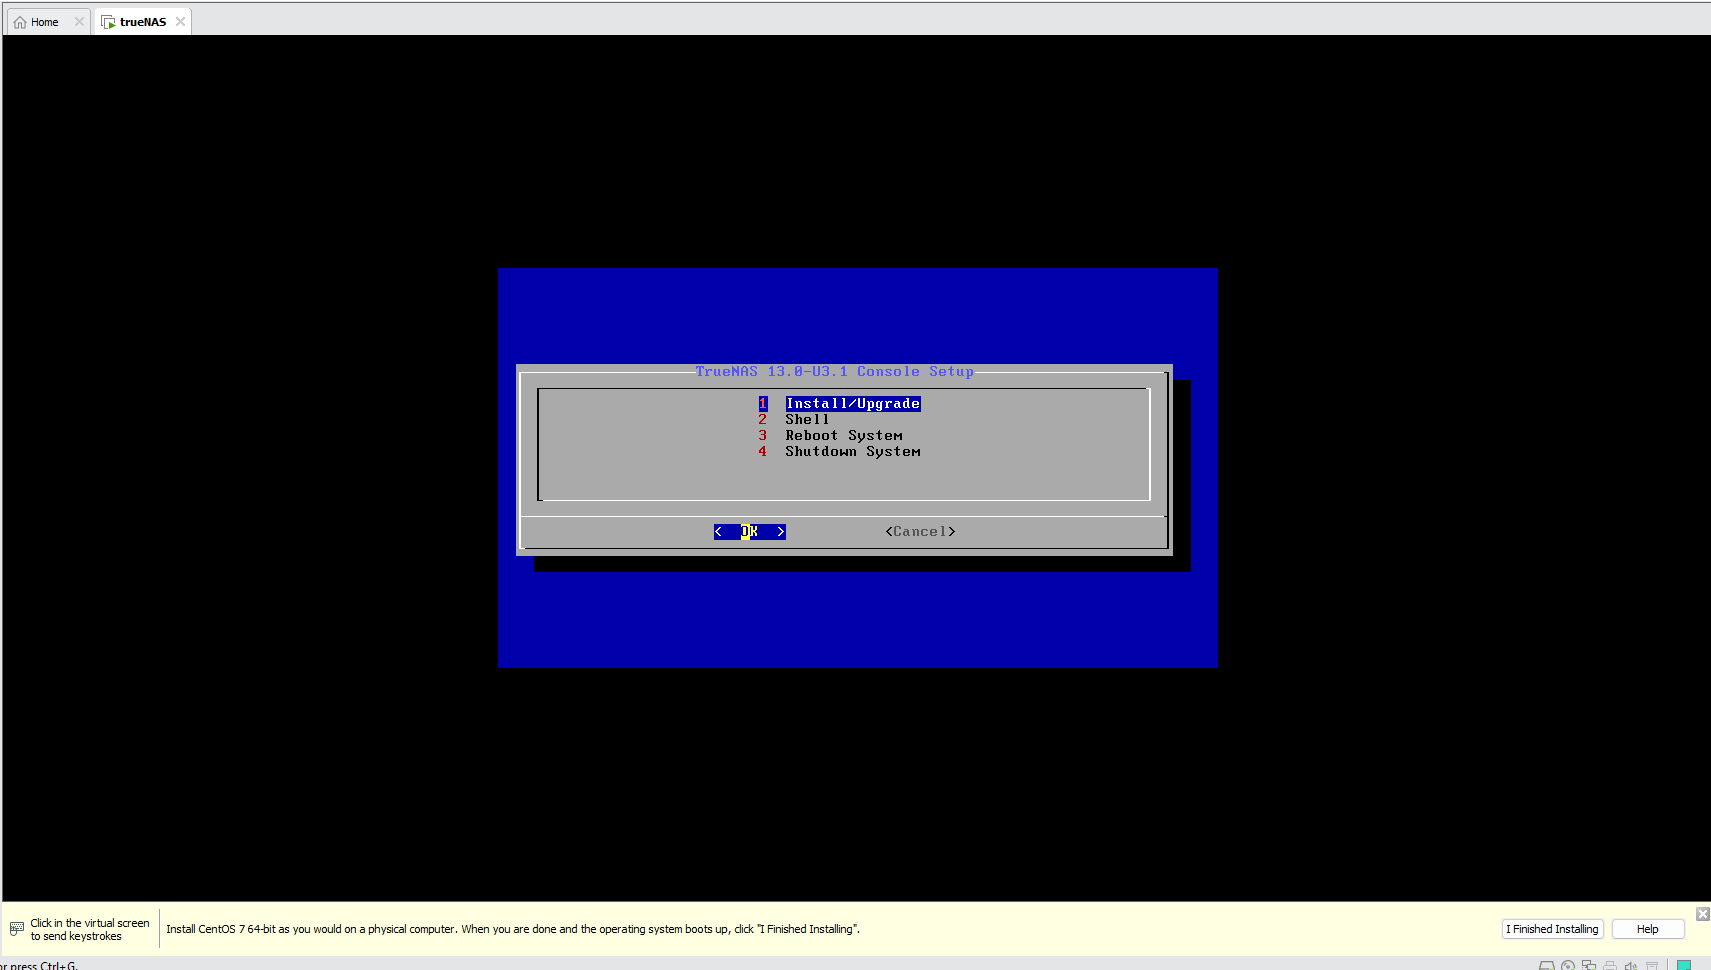 Home
trueNAS
TrueNAS 13.0-U3.1 Console Setup
1 Install/Upgrade
2 Shell
3 Reboot System
4 Shutdown System
< OK > <Cancel>
Click in the virtual screen
to send keystrokes
Install CentOS 7 64-bit as you would on a physical computer. When you are done and the operating system boots up, click "I Finished Installing".
I Finished Installing
Help
or press Ctrl+G.